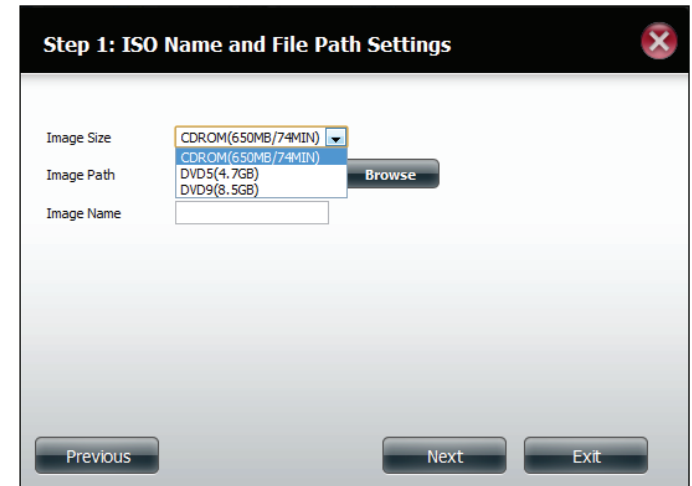 Step 1: ISO Name and File Path Settings
Image Size CDROM(650MB/74MIN)
CDROM(650MB/74MIN)
Image Path DVD5(4.7GB) Browse
DVD9(8.5GB)
Image Name
Previous Next Exit